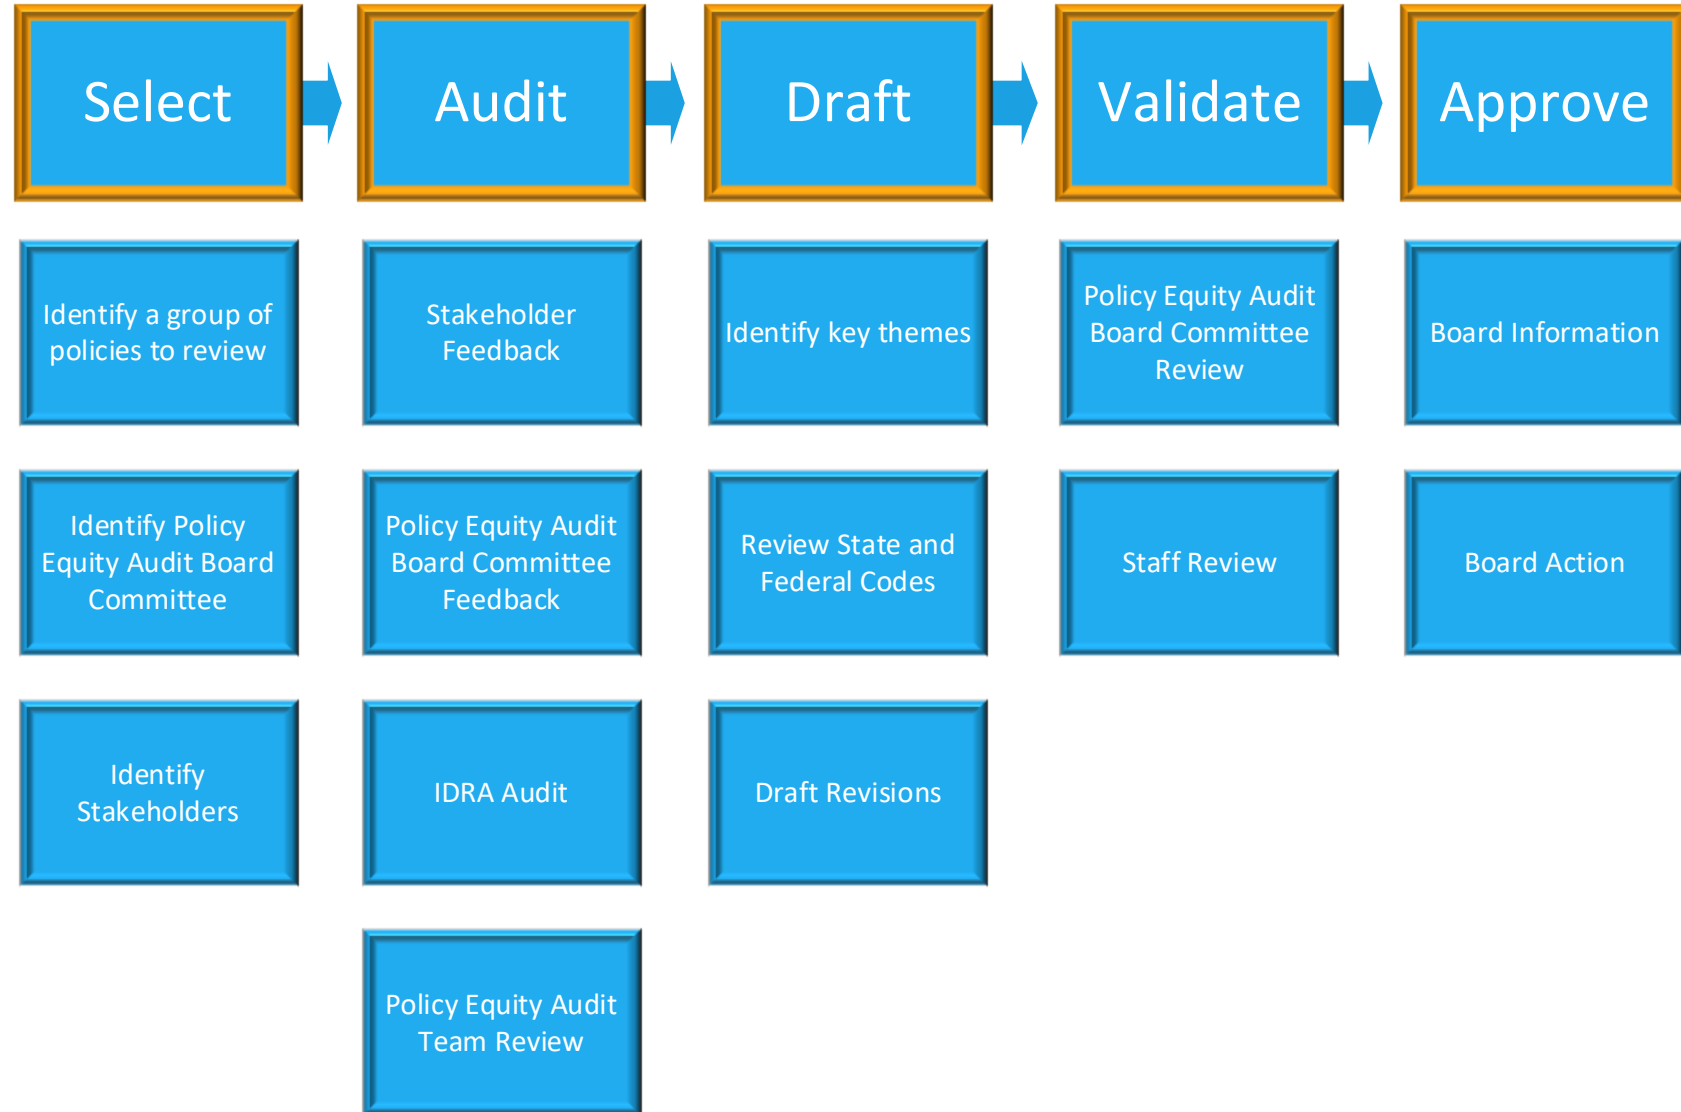 Select
Audit
Draft
Validate
Approve
Identify a group of
policies to review
Identify Policy
Equity Audit Board
Committee
Identify
Stakeholders
Stakeholder
Feedback
Policy Equity Audit
Board Committee
Feedback
IDRA Audit
Policy Equity Audit
Team Review
Identify key themes
Review State and
Federal Codes
Draft Revisions
Policy Equity Audit
Board Committee
Review
Staff Review
Board Information
Board Action